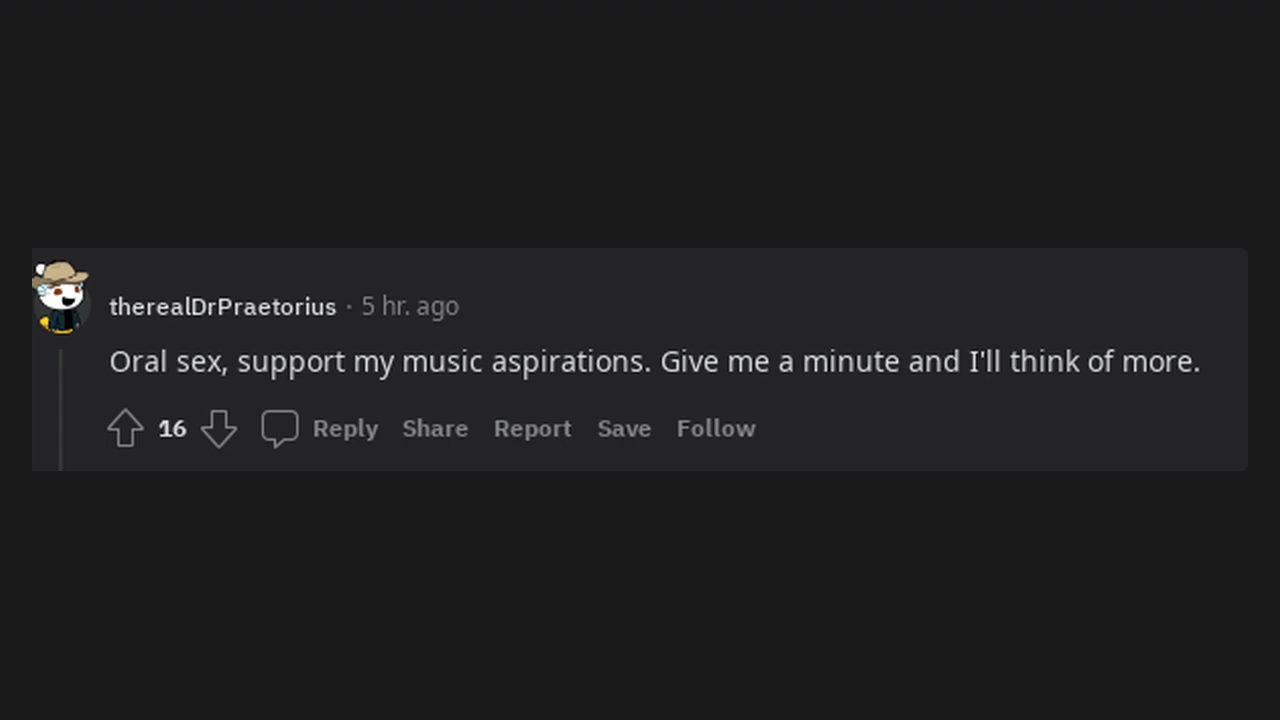 therealDrPraetorius · 5 hr. ago
Oral sex, support my music aspirations. Give me a minute and I'll think of more.
16 Reply Share Report Save Follow